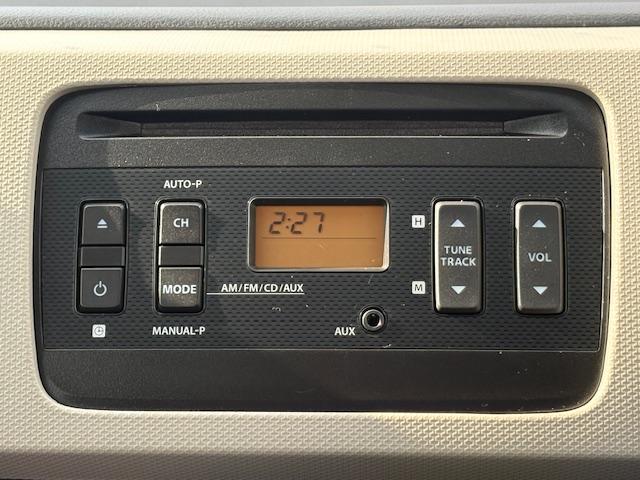 AUTO-P
CH
MODE
MANUAL-P
2:27
AM/FM/CD/AUX
AUX
H
TUNE
TRACK
M
VOL